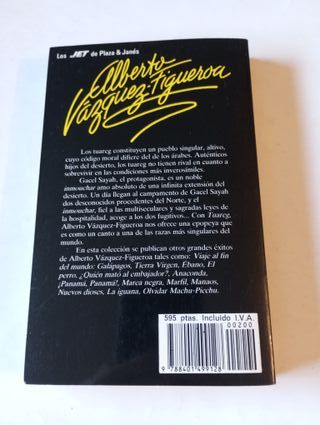 Los JET de Plaza & Janés
Alberto
Vázquez-Figueroa
Los tuareg constituyen un pueblo singular, altivo,
cuyo código moral difiere del de los árabes. Auténticos
hijos del desierto, los tuareg no tienen rival en cuanto a
sobrevivir en las condiciones más inverosímiles.
Gacel Sayah, el protagonista, es un noble
inmouchar amo absoluto de una infinita extensión del
desierto. Un día llegan al campamento de Gacel Sayah
dos desconocidos procedentes del Norte, y el
inmouchar, fiel a las multiseculares y sagradas leyes de
la hospitalidad, acoge a los dos fugitivos... Con Tuareg,
Alberto Vázquez-Figueroa nos ofrece una epopeya que
es como un canto a una de las razas más singulares del
mundo.
En esta colección se publican otros grandes éxitos
de Alberto Vázquez-Figueroa tales como: Viaje al fin
del mundo: Galápagos, Tierra Virgen, Ébano, El
perro, ¿Quién mató al embajador?, Anaconda,
¡Panamá, Panamá!, Marea negra, Marfil, Manaos,
Nuevos dioses, La iguana, Olvidar Machu-Picchu.
595 ptas. Incluido I.V.A.
00200
9 788401 499128